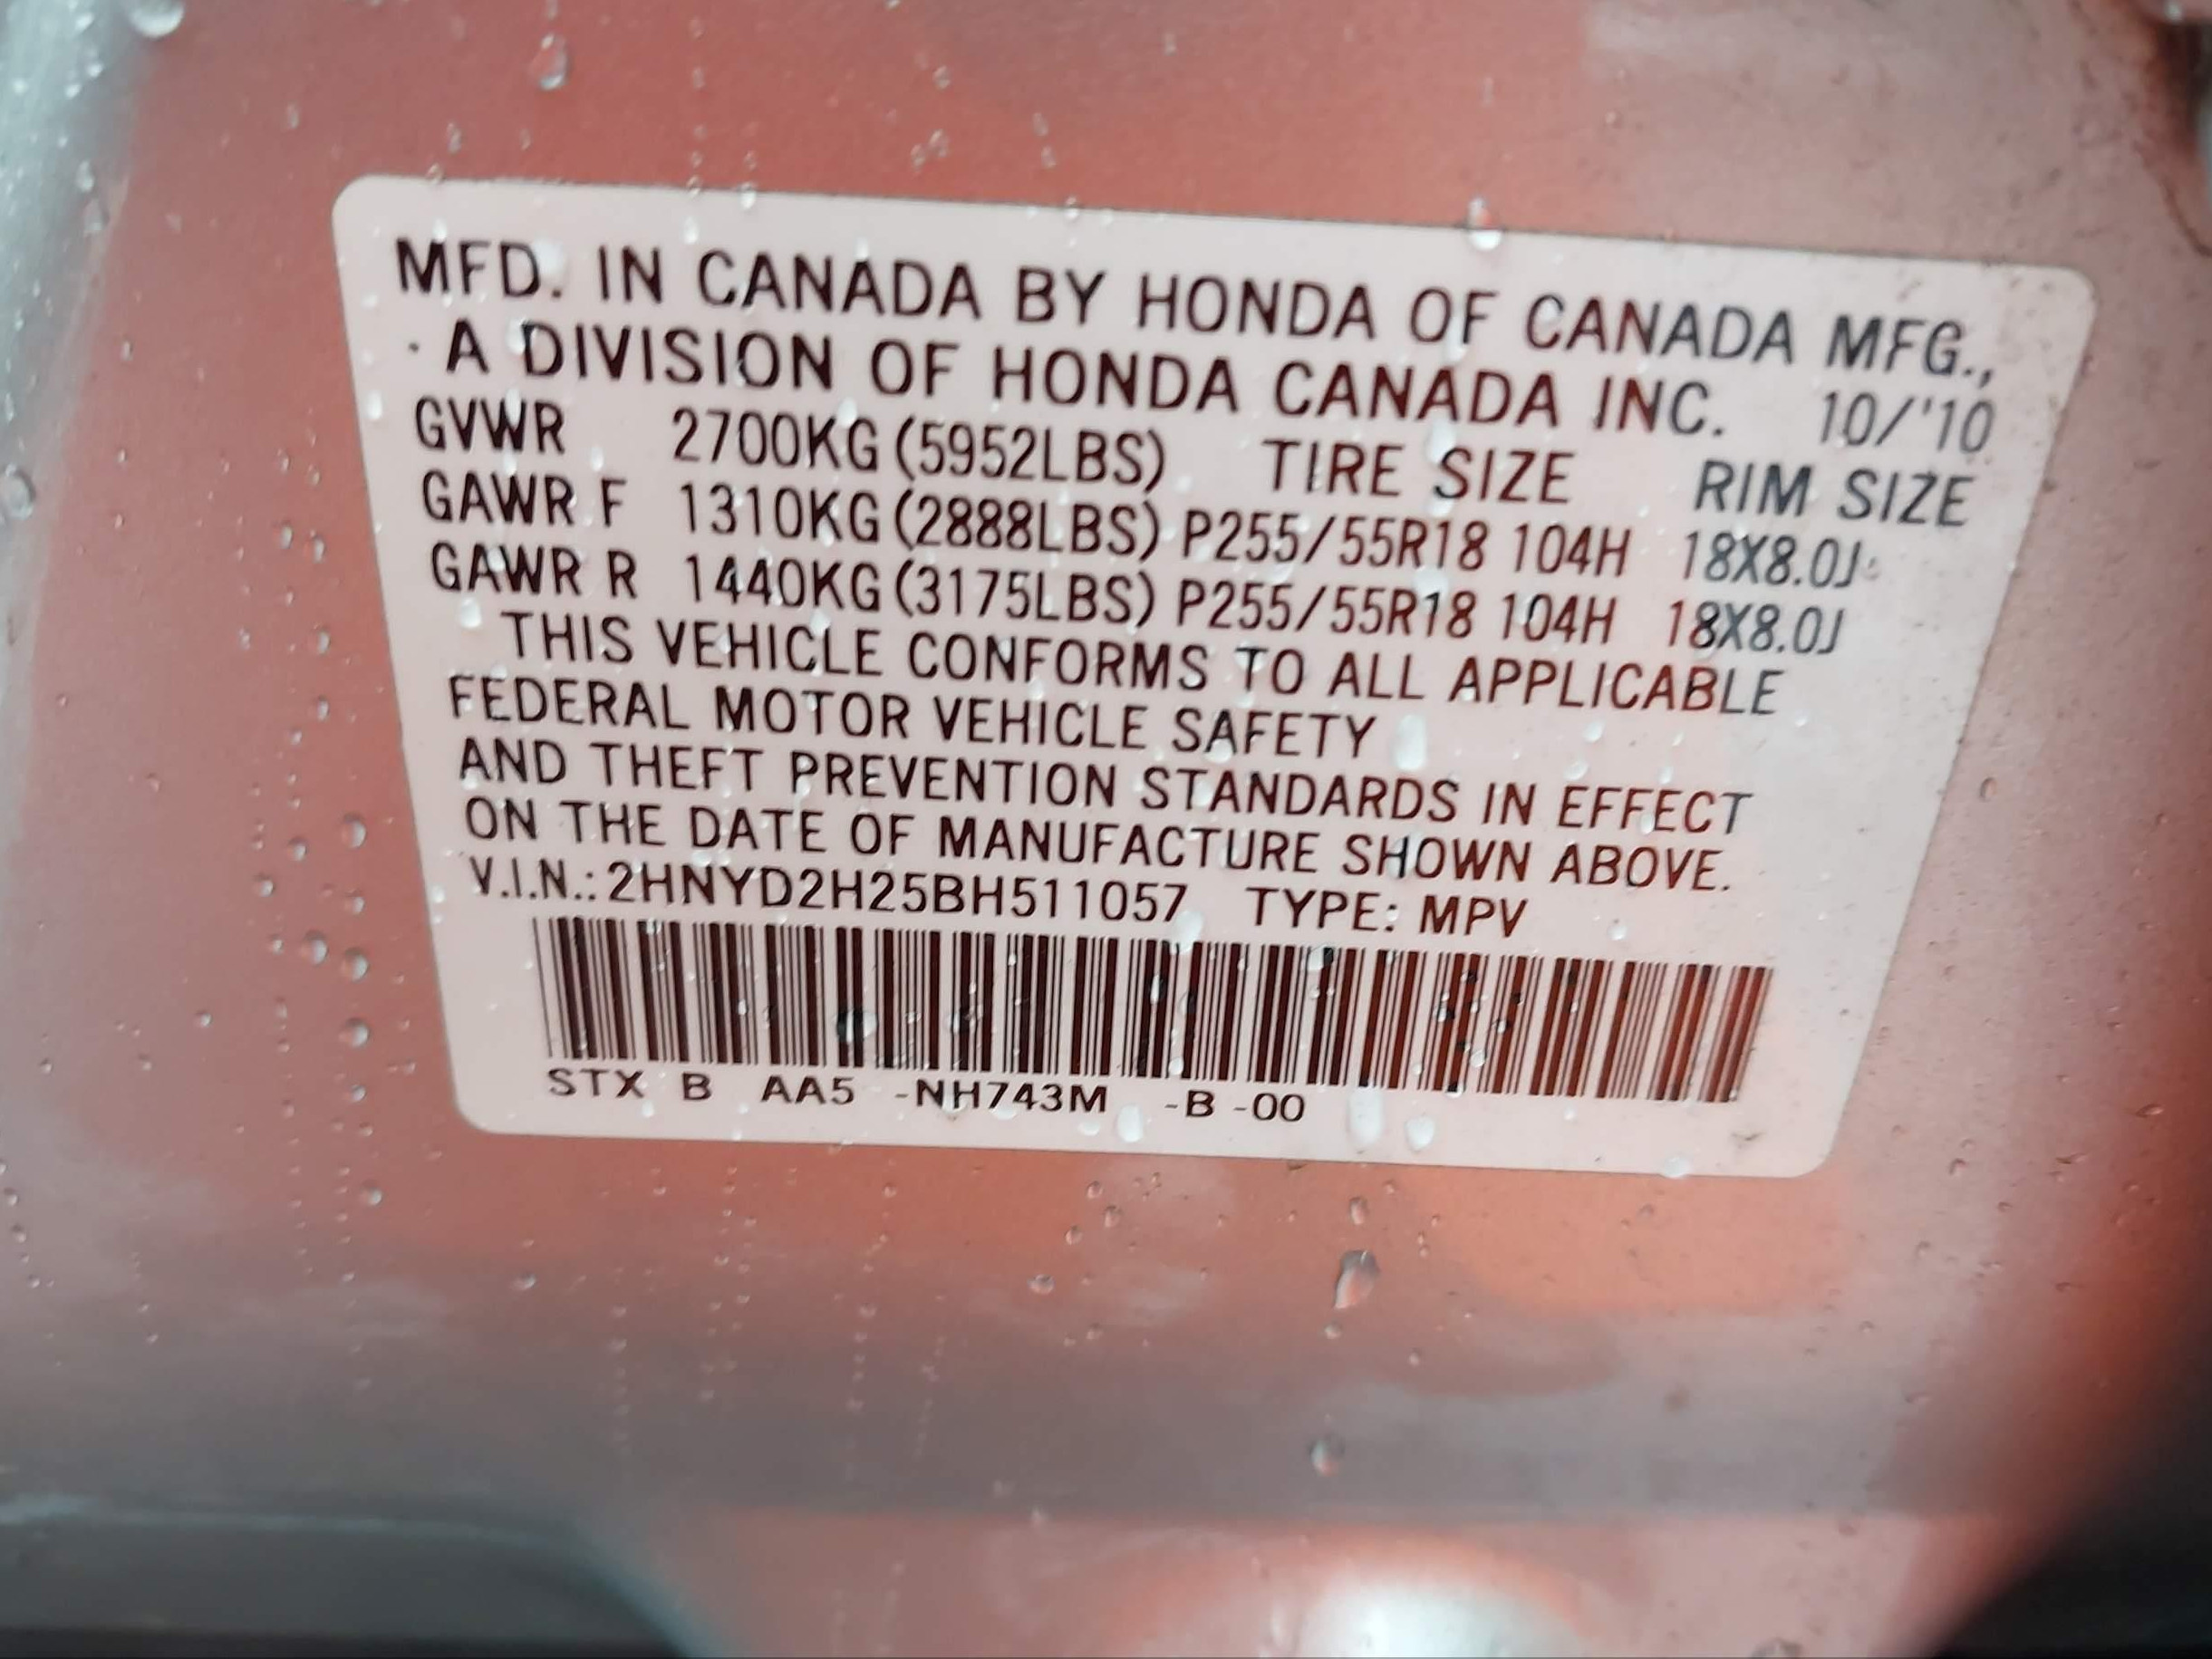 MFD. IN CANADA BY HONDA OF CANADA MFG.,
A DIVISION OF HONDA CANADA INC. 10/'10
GVWR 2700KG (5952LBS) TIRE SIZE RIM SIZE
GAWR F 1310KG (2888LBS) P255/55R18 104H 18X8.0J
GAWR R 1440KG (3175LBS) P255/55R18 104H 18X8.0J
THIS VEHICLE CONFORMS TO ALL APPLICABLE
FEDERAL MOTOR VEHICLE SAFETY
AND THEFT PREVENTION STANDARDS IN EFFECT
ON THE DATE OF MANUFACTURE SHOWN ABOVE.
V.I.N.: 2HNYD2H25BH511057 TYPE: MPV
STX B AA5 -NH743M -B -00